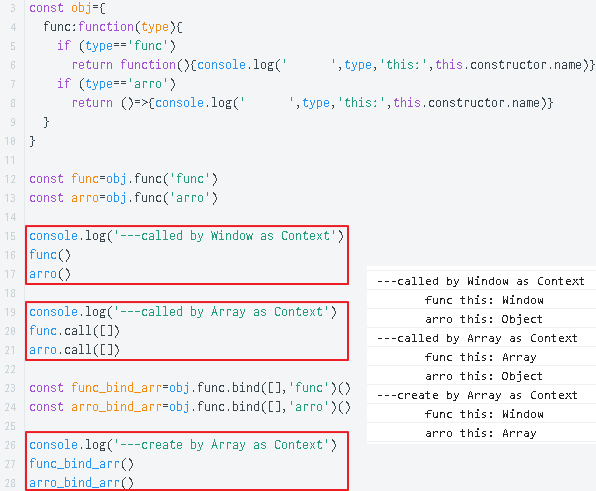 3 const obj={
4   func:function(type){
5     if (type=='func')
6       return function(){console.log('      ',type,'this:',this.constructor.name)}
7     if (type=='arro')
8       return ()=>{console.log('      ',type,'this:',this.constructor.name)}
9   }
10 }
11
12 const func=obj.func('func')
13 const arro=obj.func('arro')
14
15 console.log('---called by Window as Context')
16 func()
17 arro()
18
19 console.log('---called by Array as Context')
20 func.call([])
21 arro.call([])
22
23 const func_bind_arr=obj.func.bind([],'func')()
24 const arro_bind_arr=obj.func.bind([],'arro')()
25
26 console.log('---create by Array as Context')
27 func_bind_arr()
28 arro_bind_arr()
---called by Window as Context
func this: Window
arro this: Object
---called by Array as Context
func this: Array
arro this: Object
---create by Array as Context
func this: Window
arro this: Array